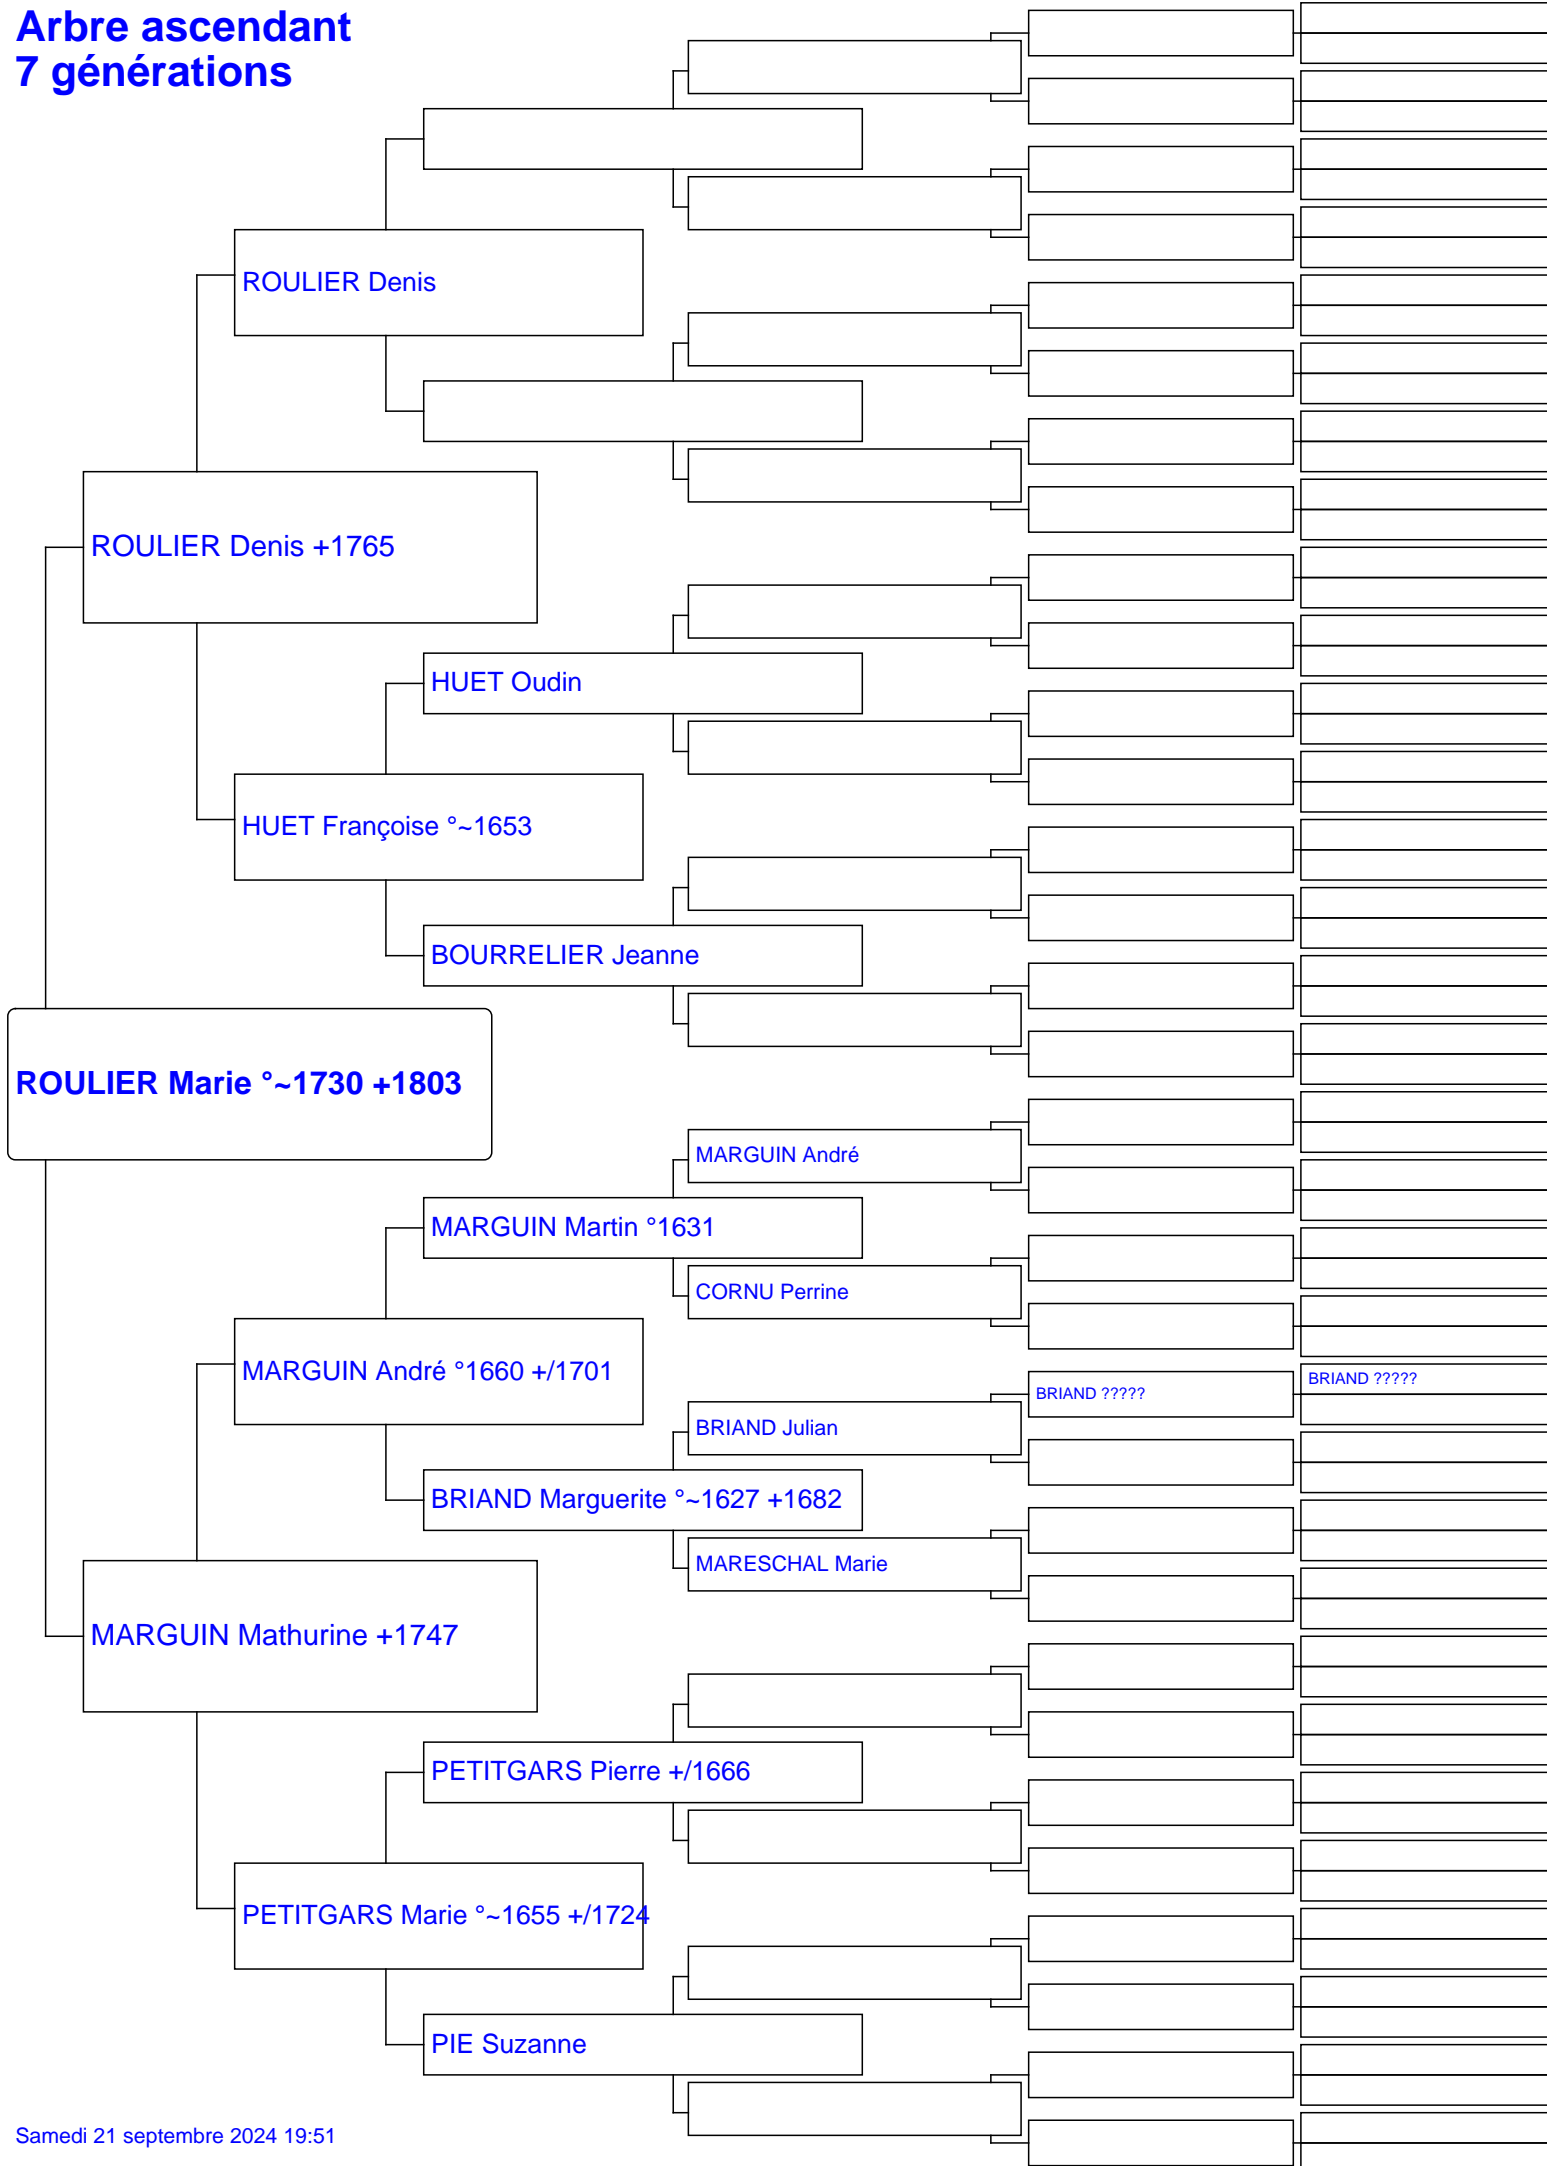 Arbre ascendant
7 générations
ROULIER Denis
ROULIER Denis +1765
HUET Oudin
HUET Françoise °~1653
BOURRELIER Jeanne
ROULIER Marie °~1730 +1803
MARGUIN André
MARGUIN Martin °1631
CORNU Perrine
MARGUIN André °1660 +/1701
BRIAND ?????
BRIAND ?????
BRIAND Julian
BRIAND Marguerite °~1627 +1682
MARESCHAL Marie
MARGUIN Mathurine +1747
PETITGARS Pierre +/1666
PETITGARS Marie °~1655 +/1724
PIE Suzanne
Samedi 21 septembre 2024 19:51